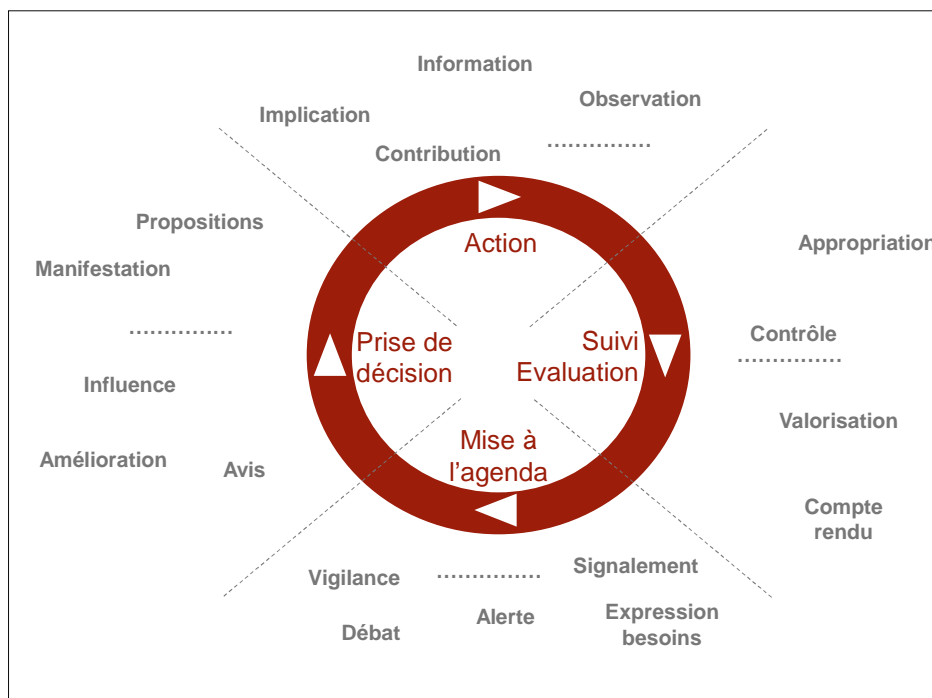 Information
Observation
Implication
Contribution
...............
Propositions
Action
Appropriation
Manifestation
...............
Prise de
décision
Suivi
Evaluation
Contrôle
...............
Influence
Valorisation
Mise à
l’agenda
Amélioration
Avis
Compte
rendu
Vigilance
...............
Signalement
Débat
Alerte
Expression
besoins